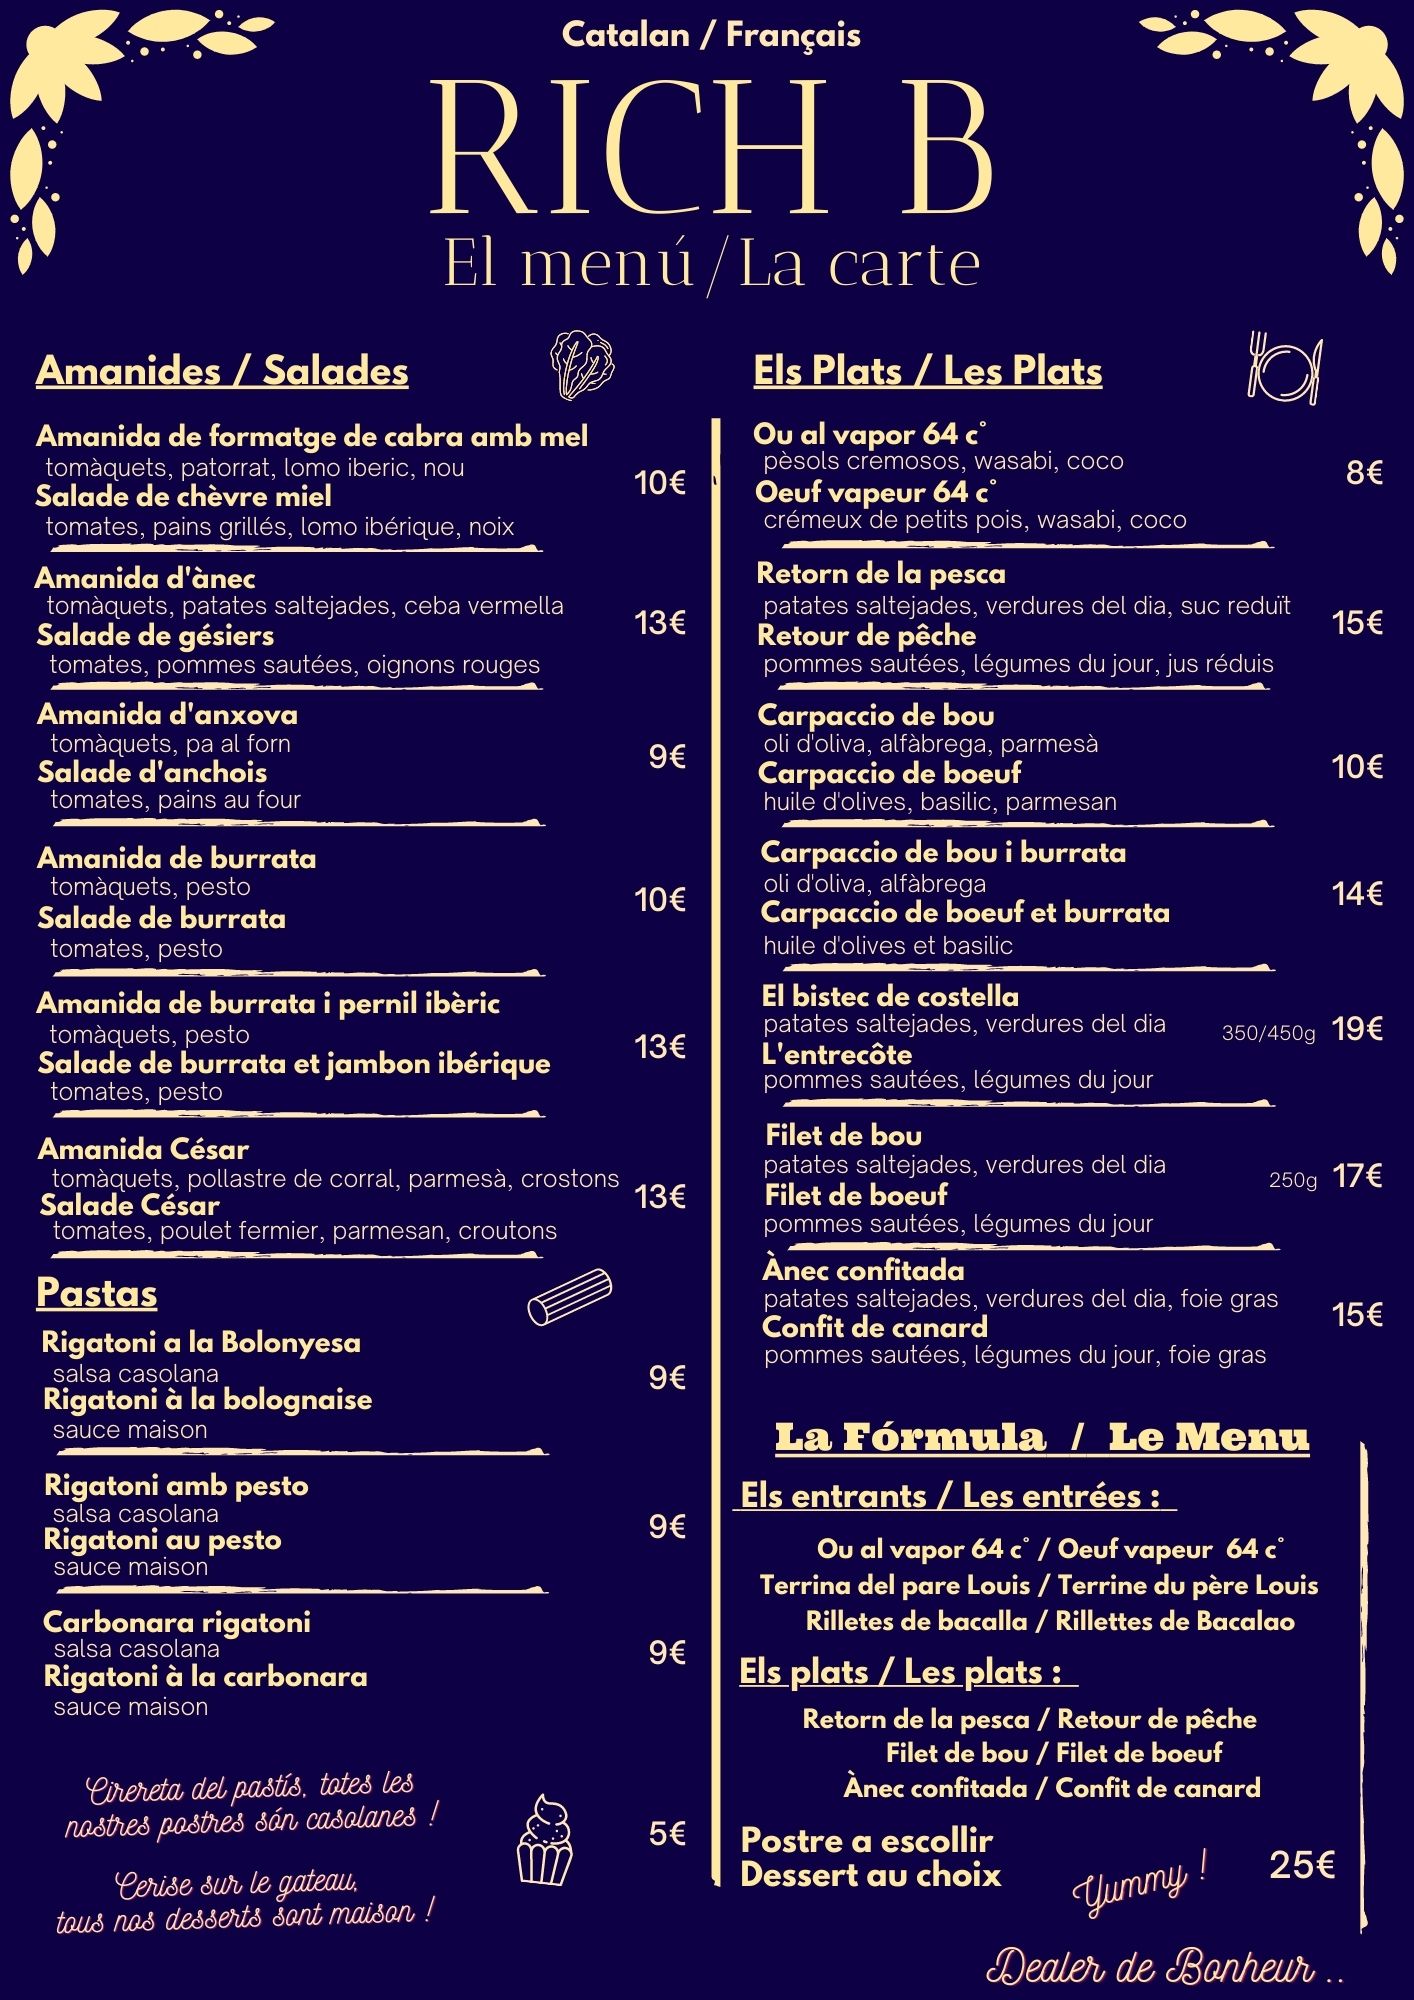 Catalan / Français
RICH B
El menú/La carte
Amanides / Salades
Amanida de formatge de cabra amb mel
tomàquets, patorrat, lomo iberic, nou
10€
Salade de chèvre miel
tomates, pains grillés, lomo ibérique, noix
Amanida d'ànec
tomàquets, patates saltejades, ceba vermella
13€
Salade de gésiers
tomates, pommes sautées, oignons rouges
Amanida d'anxova
tomàquets, pa al forn
9€
Salade d'anchois
tomates, pains au four
Amanida de burrata
tomàquets, pesto
10€
Salade de burrata
tomates, pesto
Amanida de burrata i pernil ibèric
tomàquets, pesto
13€
Salade de burrata et jambon ibérique
tomates, pesto
Amanida César
tomàquets, pollastre de corral, parmesà, crostons
13€
Salade César
tomates, poulet fermier, parmesan, croutons
Pastas
Rigatoni a la Bolonyesa
salsa casolana
9€
Rigatoni à la bolognaise
sauce maison
Rigatoni amb pesto
salsa casolana
9€
Rigatoni au pesto
sauce maison
Carbonara rigatoni
salsa casolana
9€
Rigatoni à la carbonara
sauce maison
Cirereta del pastís, totes les
nostres postres són casolanes !
5€
Cerise sur le gateau,
tous nos desserts sont maison !
Els Plats / Les Plats
Ou al vapor 64 c°
pèsols cremosos, wasabi, coco
8€
Oeuf vapeur 64 c°
crémeux de petits pois, wasabi, coco
Retorn de la pesca
patates saltejades, verdures del dia, suc reduït
15€
Retour de pêche
pommes sautées, légumes du jour, jus réduis
Carpaccio de bou
oli d'oliva, alfàbrega, parmesà
10€
Carpaccio de boeuf
huile d'olives, basilic, parmesan
Carpaccio de bou i burrata
oli d'oliva, alfàbrega
14€
Carpaccio de boeuf et burrata
huile d'olives et basilic
El bistec de costella
patates saltejades, verdures del dia
350/450g 19€
L'entrecôte
pommes sautées, légumes du jour
Filet de bou
patates saltejades, verdures del dia
250g 17€
Filet de boeuf
pommes sautées, légumes du jour
Ànec confitada
patates saltejades, verdures del dia, foie gras
15€
Confit de canard
pommes sautées, légumes du jour, foie gras
La Fórmula / Le Menu
Els entrants / Les entrées :
Ou al vapor 64 c° / Oeuf vapeur 64 c°
Terrina del pare Louis / Terrine du père Louis
Rilletes de bacalla / Rillettes de Bacalao
Els plats / Les plats :
Retorn de la pesca / Retour de pêche
Filet de bou / Filet de boeuf
Ànec confitada / Confit de canard
Postre a escollir
Dessert au choix
Yummy !
25€
Dealer de Bonheur ..